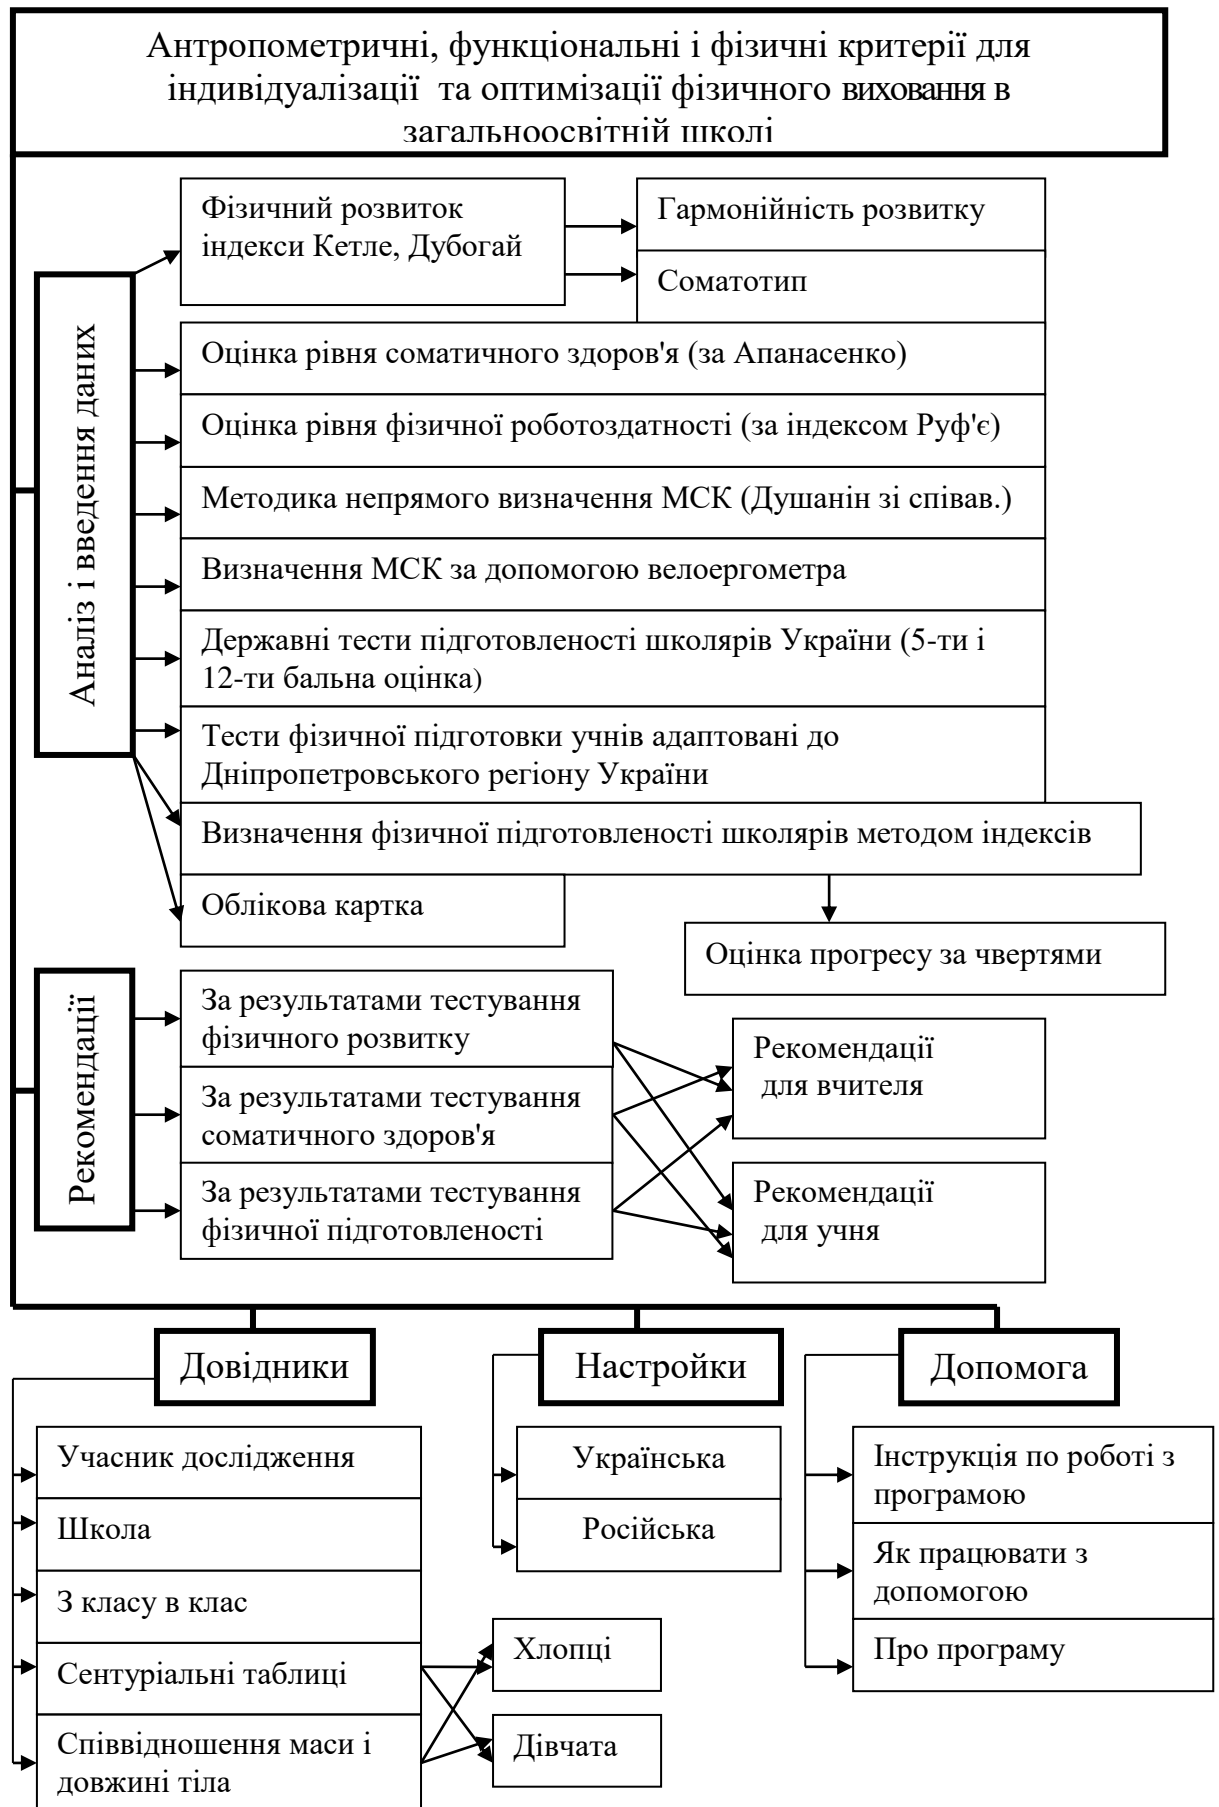 Антропометричні, функціональні і фізичні критерії для
індивідуалізації та оптимізації фізичного виховання в
загальноосвітній школі
Аналіз і введення даних
Фізичний розвиток
індекси Кетле, Дубогай
Гармонійність розвитку
Соматотип
Оцінка рівня соматичного здоров'я (за Апанасенко)
Оцінка рівня фізичної роботоздатності (за індексом Руф'є)
Методика непрямого визначення МСК (Душанін зі співав.)
Визначення МСК за допомогою велоергометра
Державні тести підготовленості школярів України (5-ти і
12-ти бальна оцінка)
Тести фізичної підготовки учнів адаптовані до
Дніпропетровського регіону України
Визначення фізичної підготовленості школярів методом індексів
Облікова картка
Оцінка прогресу за чвертями
Рекомендації
За результатами тестування
фізичного розвитку
За результатами тестування
соматичного здоров'я
За результатами тестування
фізичної підготовленості
Рекомендації
для вчителя
Рекомендації
для учня
Довідники
Учасник дослідження
Школа
З класу в клас
Сентуріальні таблиці
Співвідношення маси і
довжині тіла
Хлопці
Дівчата
Настройки
Українська
Російська
Допомога
Інструкція по роботі з
програмою
Як працювати з
допомогою
Про програму